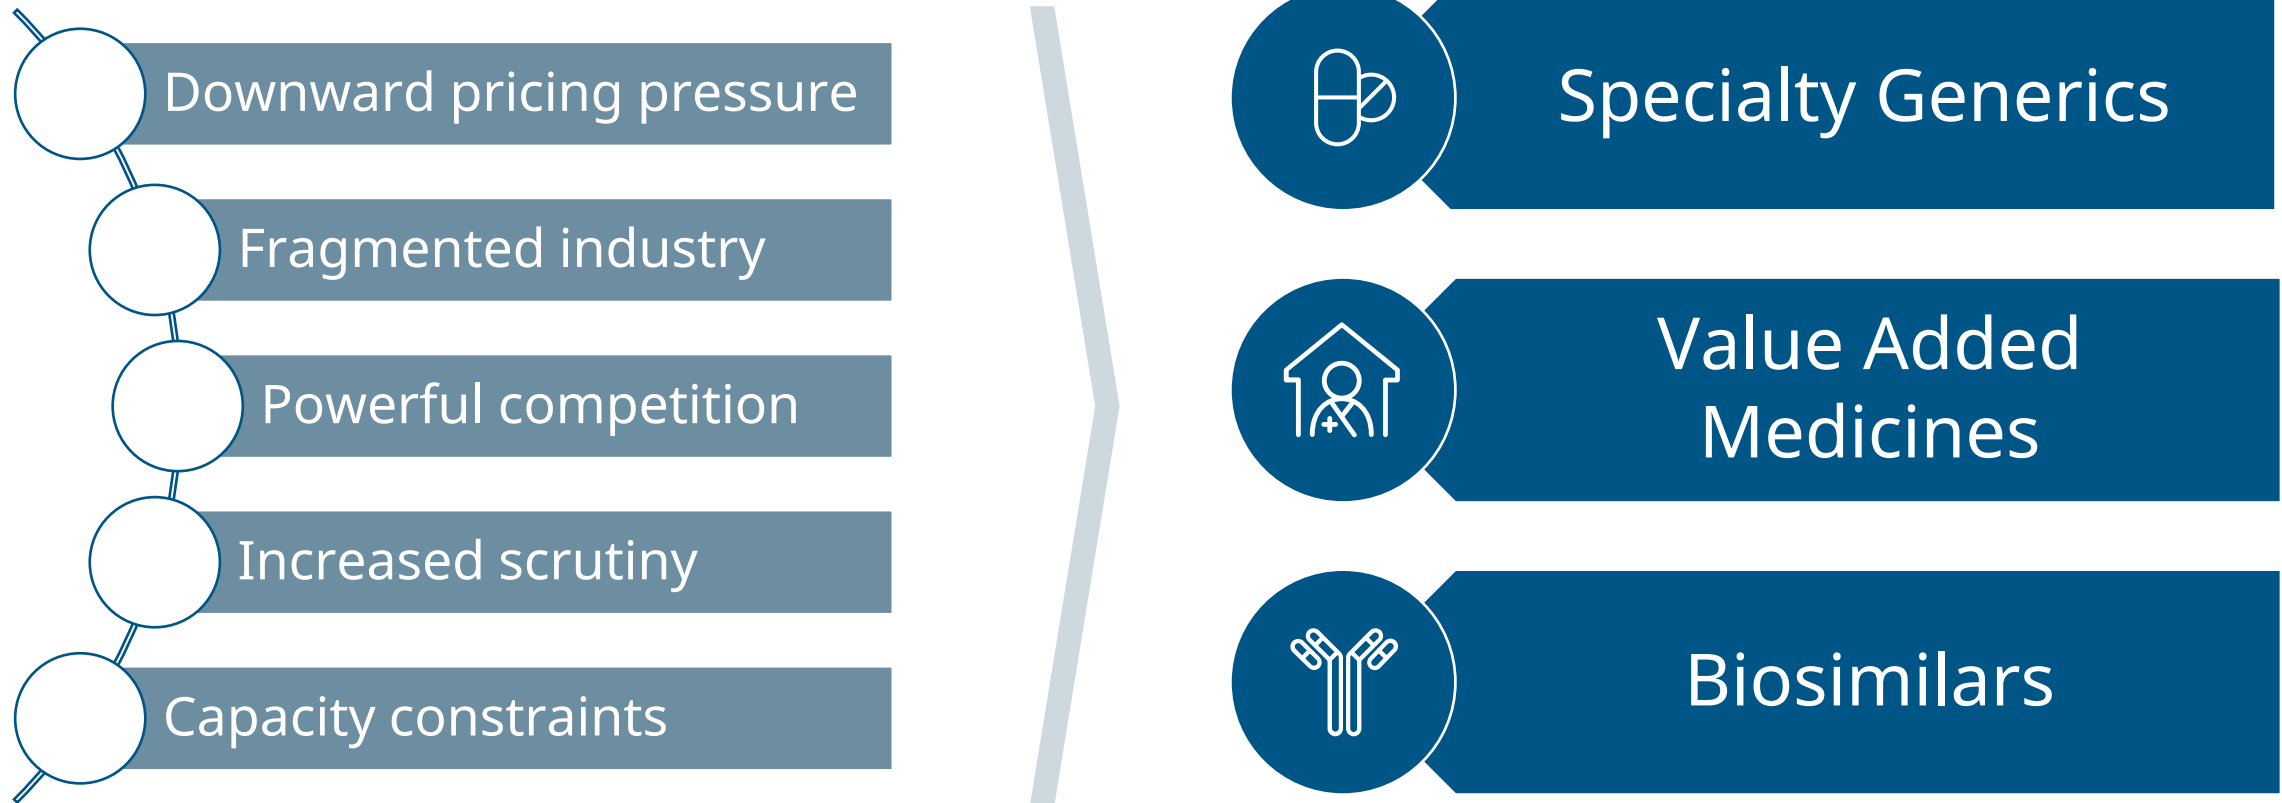 Downward pricing pressure
Fragmented industry
Powerful competition
Increased scrutiny
Capacity constraints
Specialty Generics
Value Added
Medicines
Biosimilars